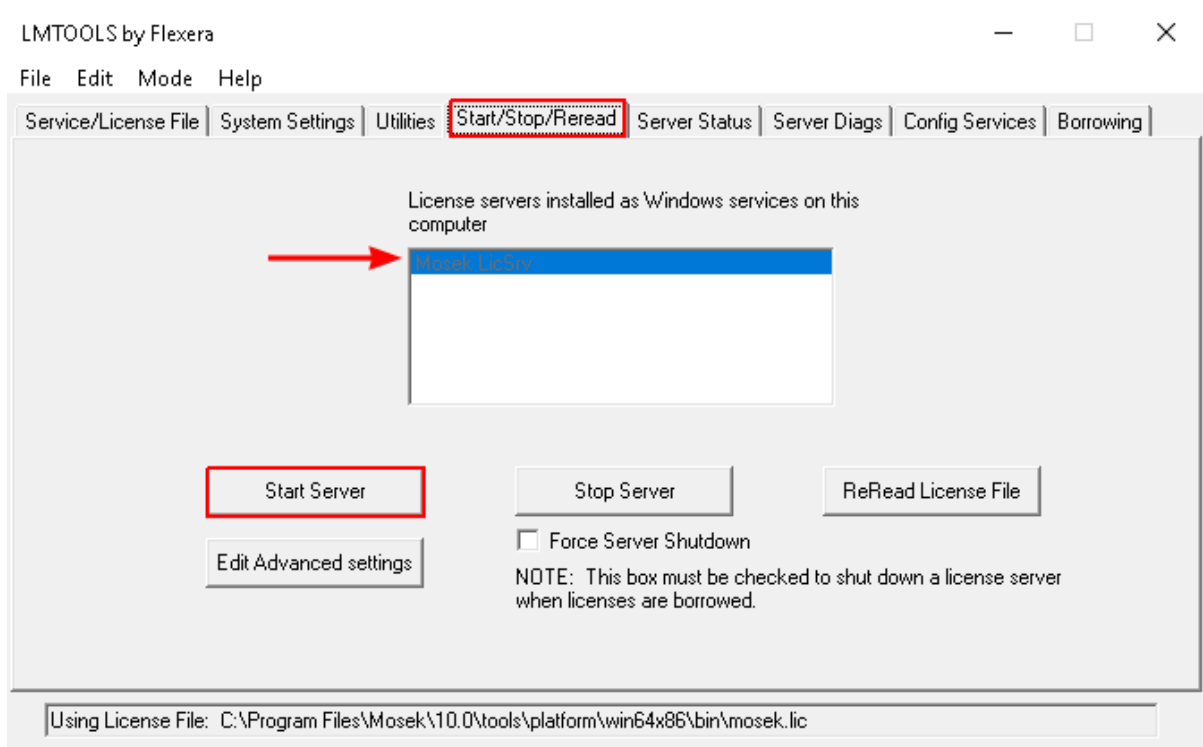 LMTOOLS by Flexera
File Edit Mode Help
Service/License File System Settings Utilities Start/Stop/Reread Server Status Server Diags Config Services Borrowing
License servers installed as Windows services on this
computer
Mosek LicSrv
Start Server Stop Server ReRead License File
Edit Advanced settings
Force Server Shutdown
NOTE: This box must be checked to shut down a license server
when licenses are borrowed.
Using License File: C:\Program Files\Mosek\10.0\tools\platform\win64x86\bin\mosek.lic